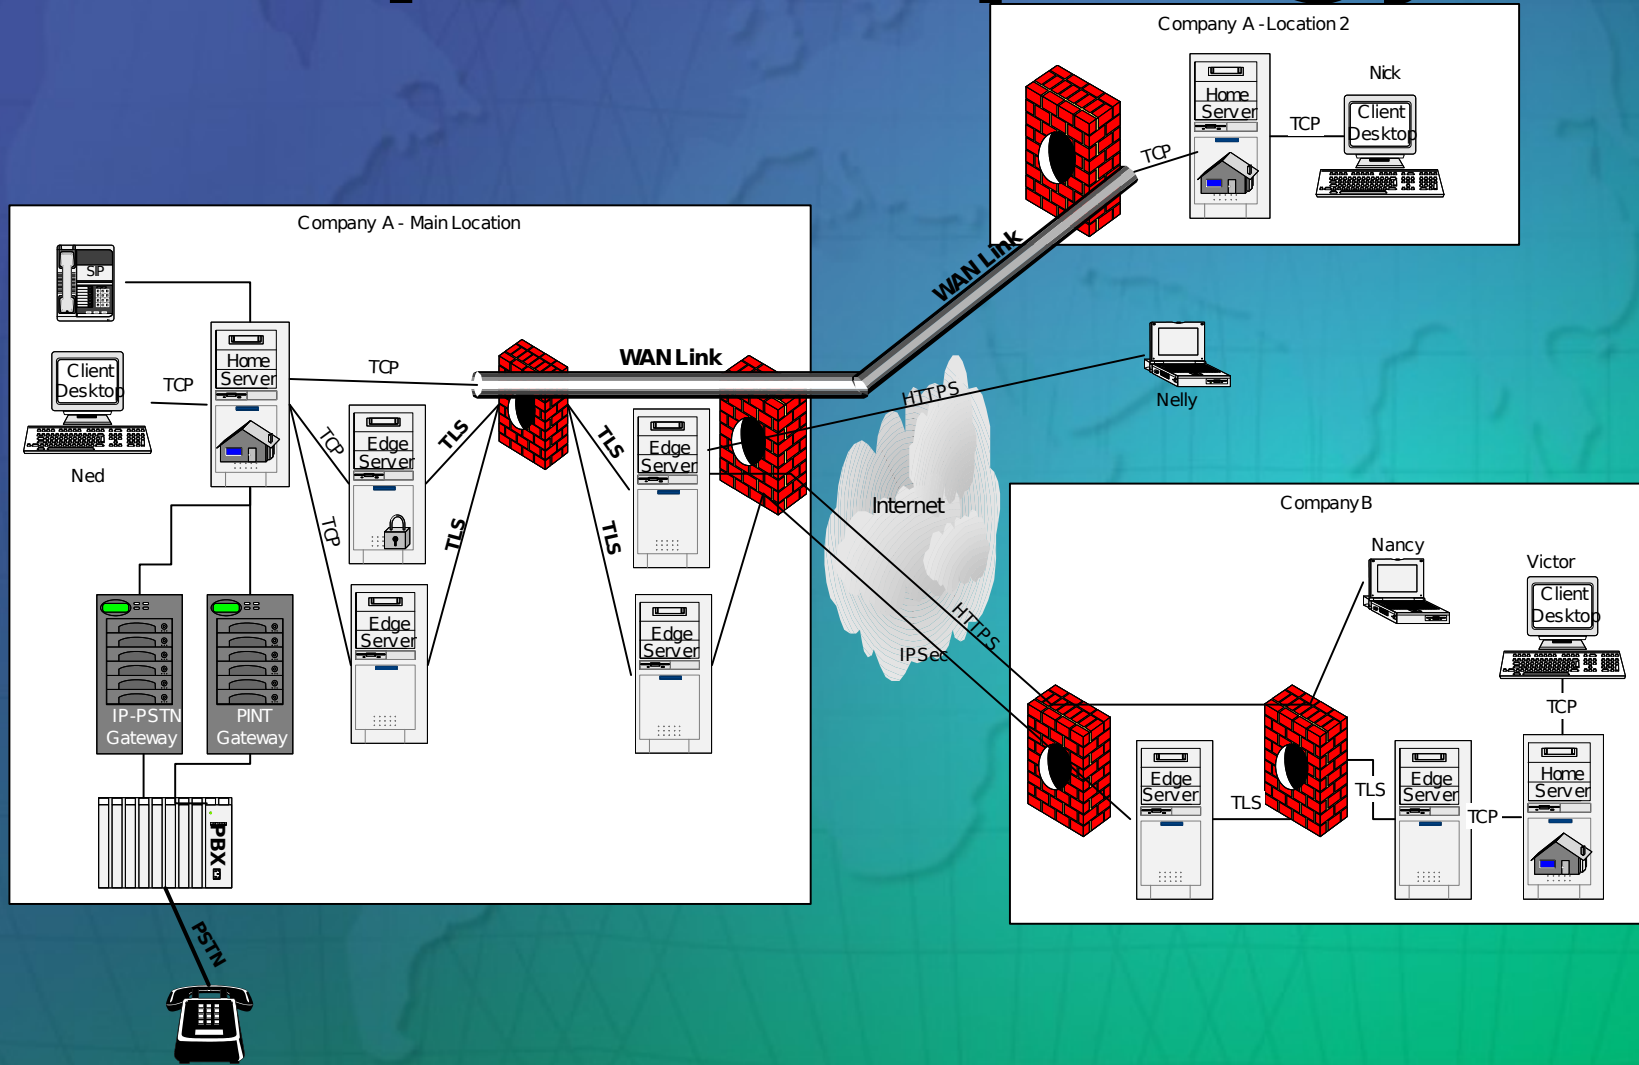 Company A - Location 2
Nick
Home
Server
TCP
Client
Desktop
TCP
WAN Link
Company A - Main Location
SIP
Client
Desktop
TCP
Ned
Home
Server
TCP
TCP
TCP
Edge
Server
TLS
TLS
Edge
Server
WAN Link
TLS
TLS
Edge
Server
Edge
Server
IP-PSTN
Gateway
PINT
Gateway
PBX
PSTN
HTTPS
Nelly
Internet
HTTPS
IPSec
Company B
Nancy
Victor
Client
Desktop
TCP
Edge
Server
TLS
TLS
Edge
Server
TCP
Home
Server